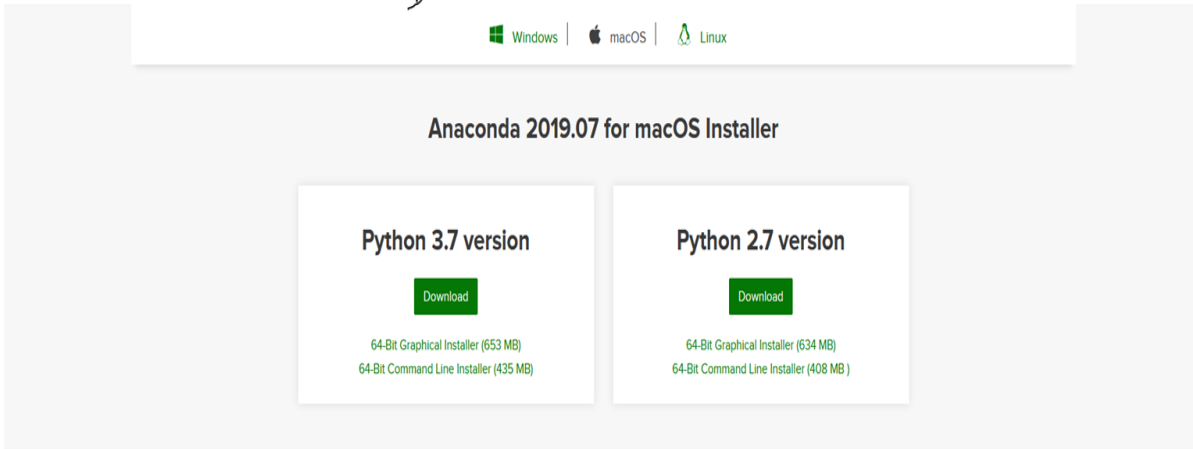 Windows | macOS | Linux
Anaconda 2019.07 for macOS Installer
Python 3.7 version
Download
64-Bit Graphical Installer (653 MB)
64-Bit Command Line Installer (435 MB)
Python 2.7 version
Download
64-Bit Graphical Installer (634 MB)
64-Bit Command Line Installer (408 MB )